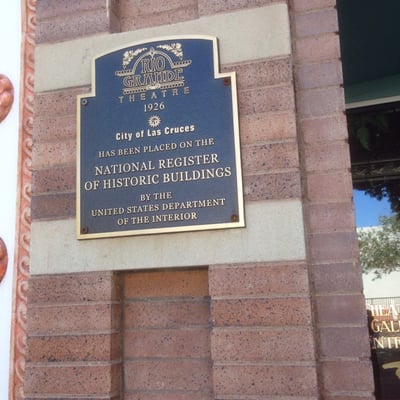 RIO
GRANDE
THEATRE
1926
City of Las Cruces
HAS BEEN PLACED ON THE
NATIONAL REGISTER
OF HISTORIC BUILDINGS
BY THE
UNITED STATES DEPARTMENT
OF THE INTERIOR